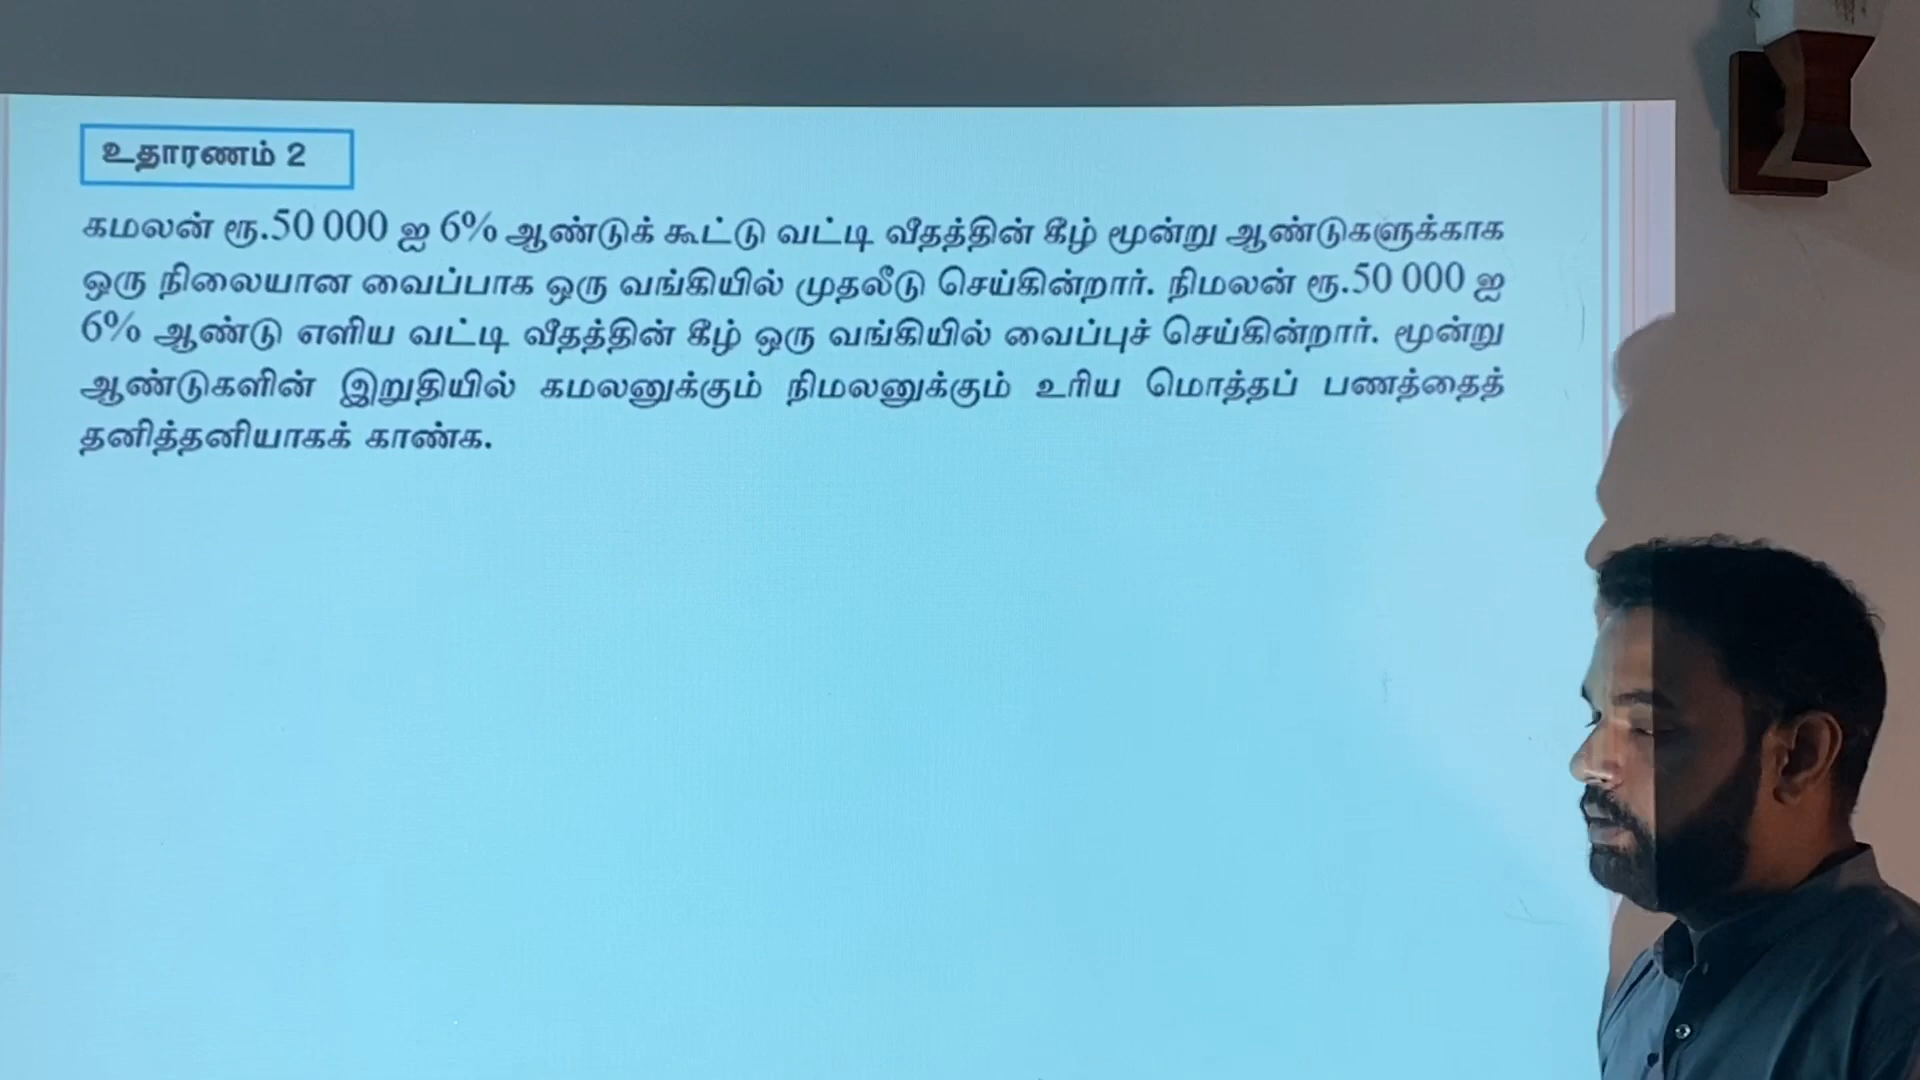 உதாரணம் 2
கமலன் ரூ.50 000 ஐ 6% ஆண்டுக் கூட்டு வட்டி வீதத்தின் கீழ் மூன்று ஆண்டுகளுக்காக
ஒரு நிலையான வைப்பாக ஒரு வங்கியில் முதலீடு செய்கின்றார். நிமலன் ரூ.50 000 ஐ
6% ஆண்டு எளிய வட்டி வீதத்தின் கீழ் ஒரு வங்கியில் வைப்புச் செய்கின்றார். மூன்று
ஆண்டுகளின் இறுதியில் கமலனுக்கும் நிமலனுக்கும் உரிய மொத்தப் பணத்தைத்
தனித்தனியாகக் காண்க.